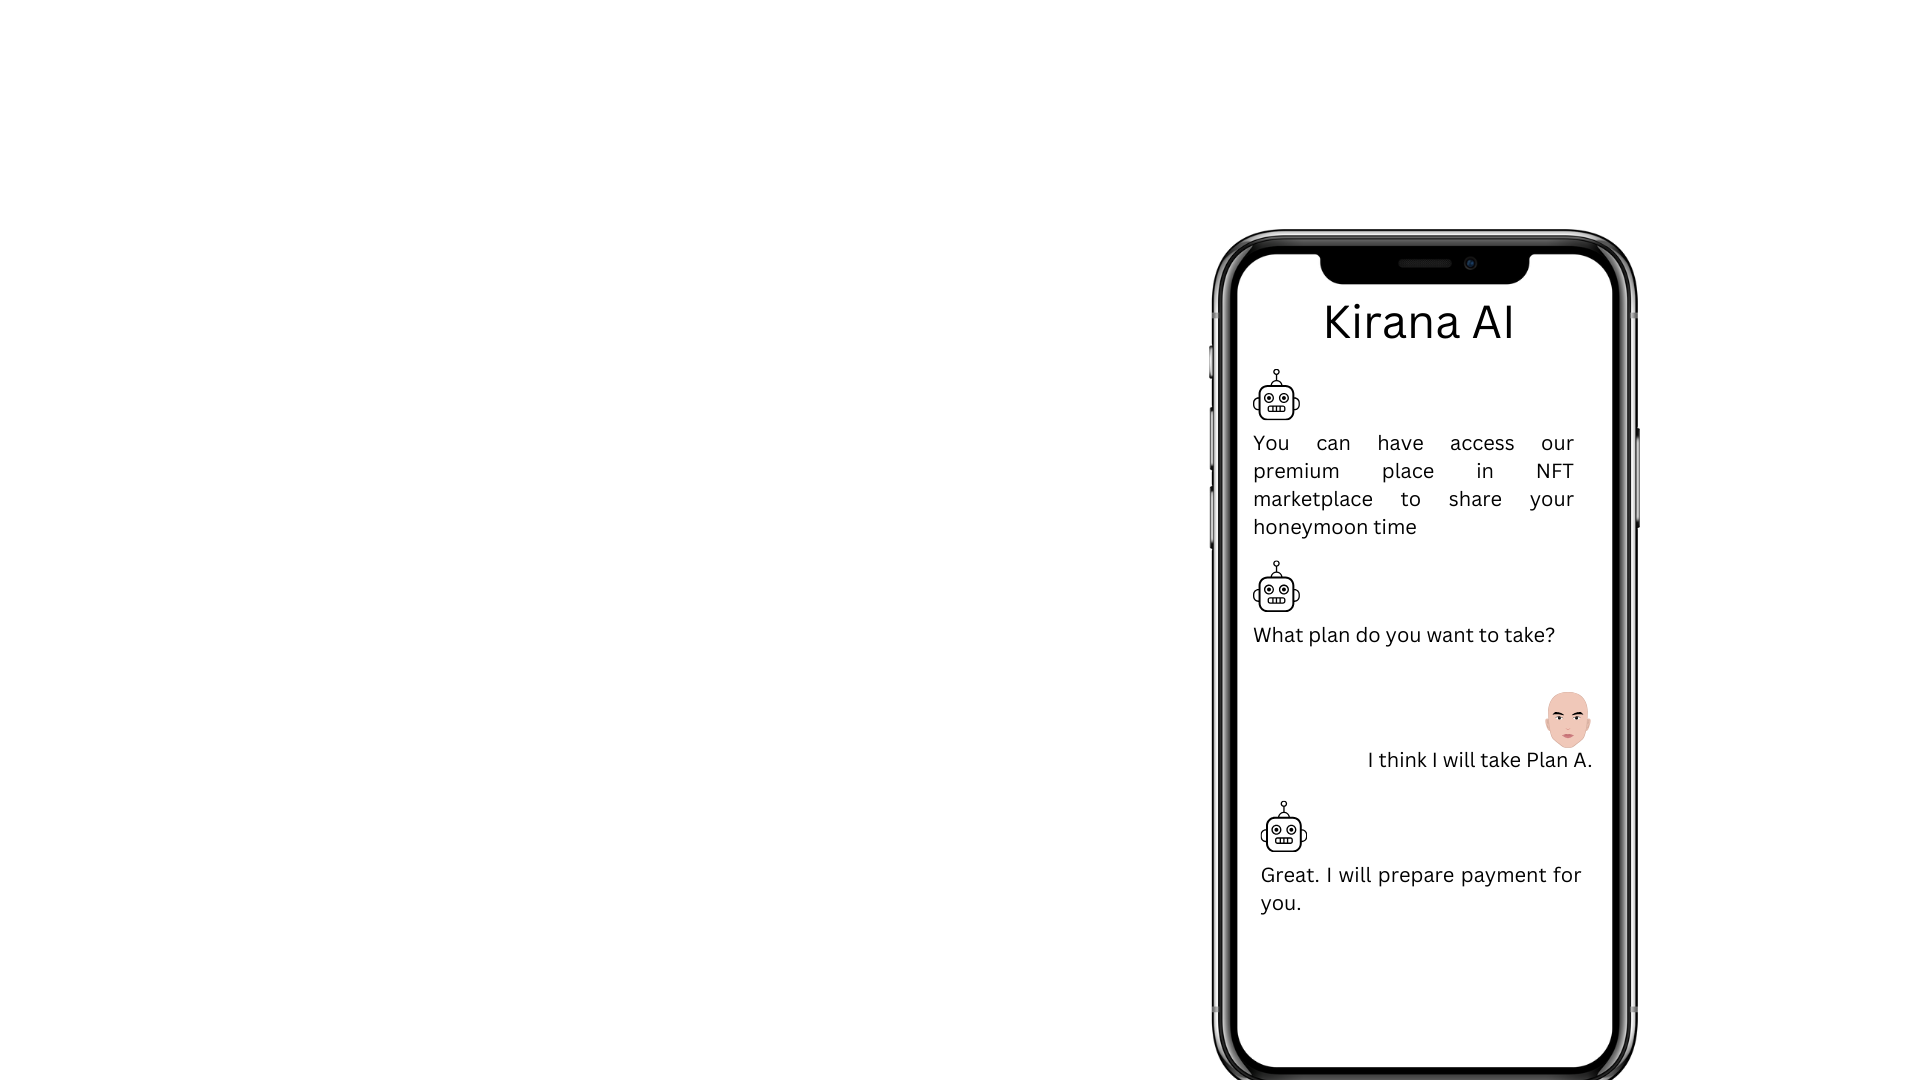 Kirana AI
You can have access our
premium place in NFT
marketplace to share your
honeymoon time
What plan do you want to take?
I think I will take Plan A.
Great. I will prepare payment for
you.